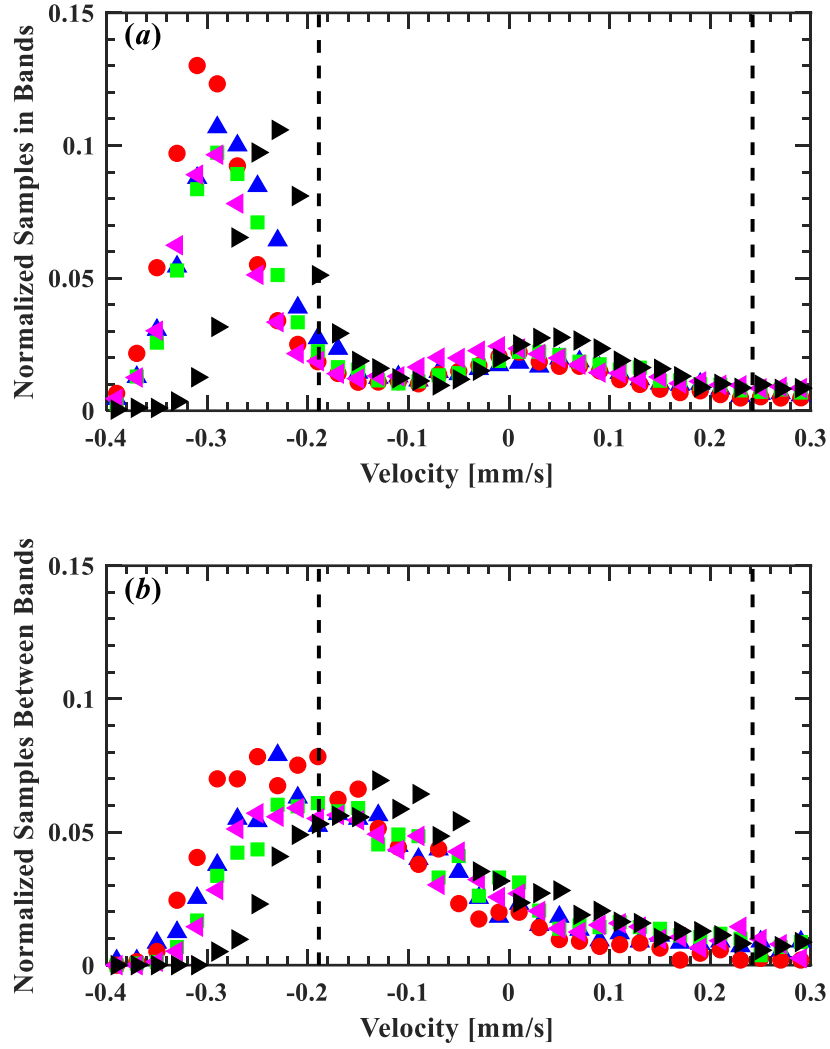 (a)
Normalized Samples in Bands
0.15
0.1
0.05
0
-0.4 -0.3 -0.2 -0.1 0 0.1 0.2 0.3
Velocity [mm/s]
(b)
Normalized Samples Between Bands
0.15
0.1
0.05
0
-0.4 -0.3 -0.2 -0.1 0 0.1 0.2 0.3
Velocity [mm/s]